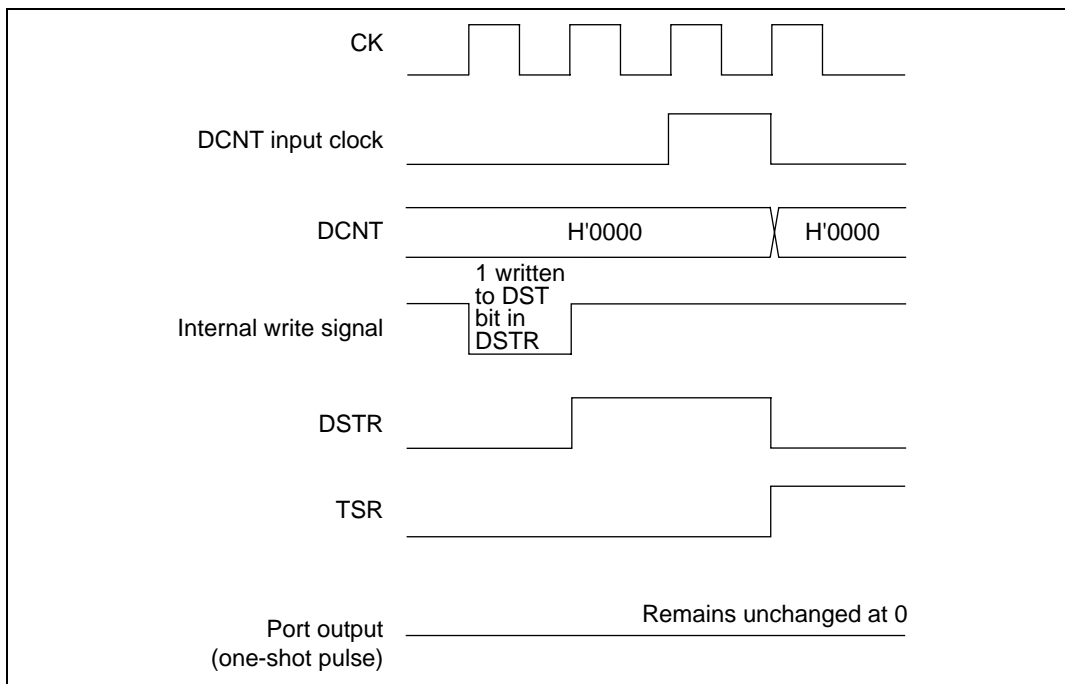 CK
DCNT input clock
DCNT
H'0000
H'0000
1 written
to DST
bit in
DSTR
Internal write signal
DSTR
TSR
Remains unchanged at 0
Port output
(one-shot pulse)